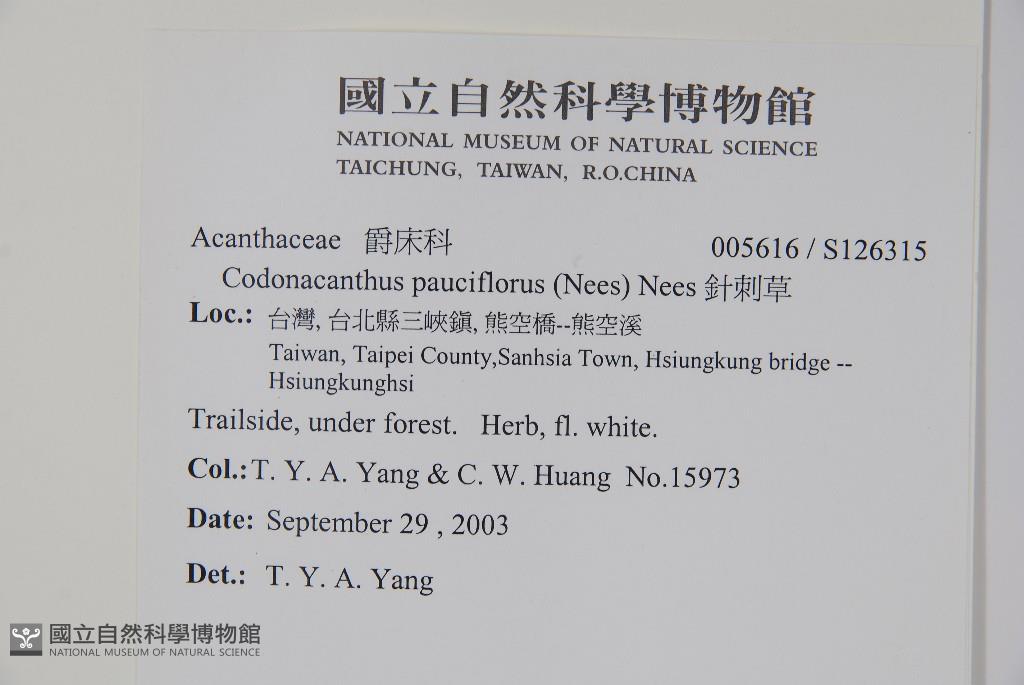 國立自然科學博物館
NATIONAL MUSEUM OF NATURAL SCIENCE
TAICHUNG, TAIWAN, R.O.CHINA
Acanthaceae 爵床科 005616 / S126315
Codonacanthus pauciflorus (Nees) Nees 針刺草
Loc.: 台灣, 台北縣三峽鎮, 熊空橋--熊空溪
Taiwan, Taipei County,Sanhsia Town, Hsiungkung bridge --
Hsiungkunghsi
Trailside, under forest. Herb, fl. white.
Col.:T. Y. A. Yang & C. W. Huang No.15973
Date: September 29 , 2003
Det.: T. Y. A. Yang
國立自然科學博物館
NATIONAL MUSEUM OF NATURAL SCIENCE